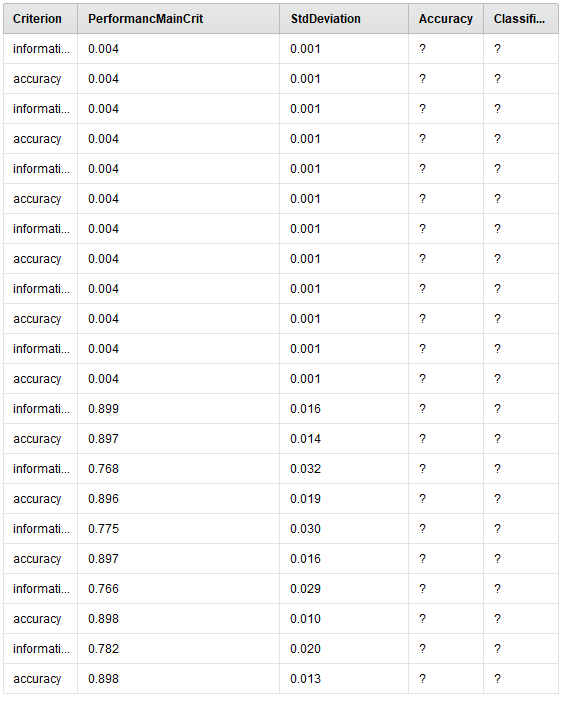 Criterion PerformancMainCrit StdDeviation Accuracy Classifi...
informati... 0.004 0.001 ? ?
accuracy 0.004 0.001 ? ?
informati... 0.004 0.001 ? ?
accuracy 0.004 0.001 ? ?
informati... 0.004 0.001 ? ?
accuracy 0.004 0.001 ? ?
informati... 0.004 0.001 ? ?
accuracy 0.004 0.001 ? ?
informati... 0.004 0.001 ? ?
accuracy 0.004 0.001 ? ?
informati... 0.004 0.001 ? ?
accuracy 0.004 0.001 ? ?
informati... 0.899 0.016 ? ?
accuracy 0.897 0.014 ? ?
informati... 0.768 0.032 ? ?
accuracy 0.896 0.019 ? ?
informati... 0.775 0.030 ? ?
accuracy 0.897 0.016 ? ?
informati... 0.766 0.029 ? ?
accuracy 0.898 0.010 ? ?
informati... 0.782 0.020 ? ?
accuracy 0.898 0.013 ? ?